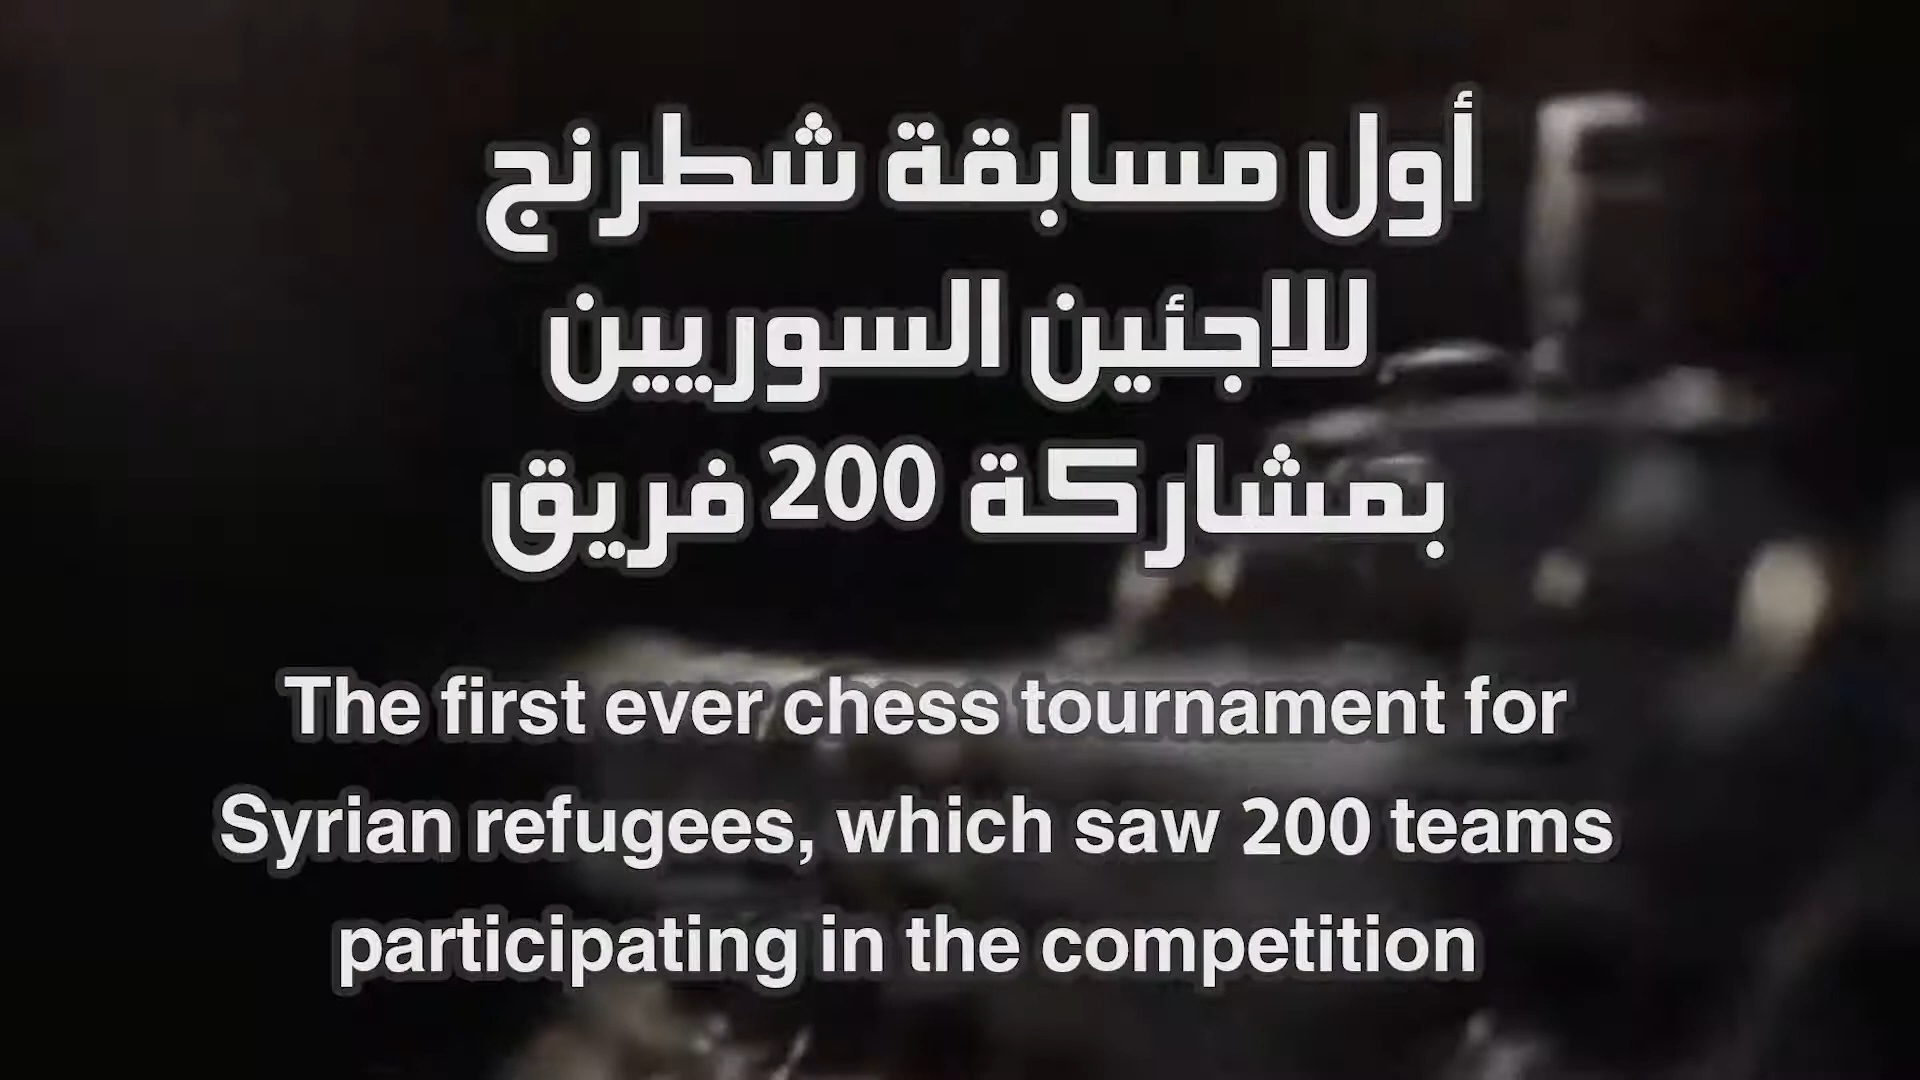 أول مسابقة شطرنج
للاجئين السوريين
بمشاركة 200 فريق
The first ever chess tournament for
Syrian refugees, which saw 200 teams
participating in the competition